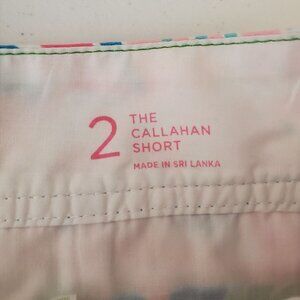 2
THE
CALLAHAN
SHORT
MADE IN SRI LANKA